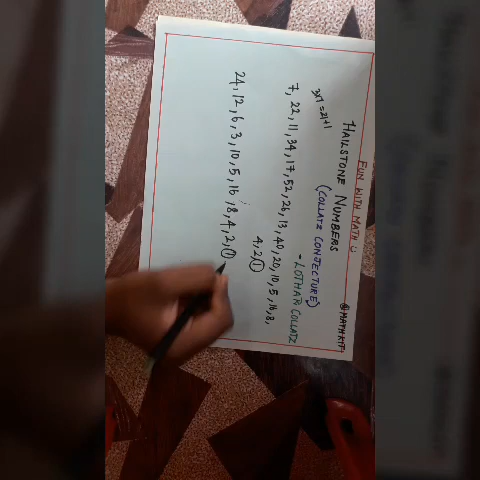 FUN WITH MATH
@MATHKIT
HAILSTONE NUMBERS
(COLLATZ CONJECTURE)
- LOTHAR COLLATZ
3x7 = 21+1
7, 22, 11, 34, 17, 52, 26, 13, 40, 20, 10, 5, 16, 8,
4, 2, 1
24, 12, 6, 3, 10, 5, 16, 8, 4, 2, 1